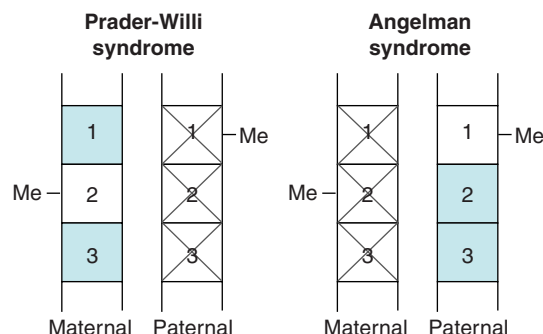 Prader-Willi
syndrome
Angelman
syndrome
1 1 Me 1 1 Me
Me 2 2 Me 2 2
3 3 3 3
Maternal Paternal Maternal Paternal